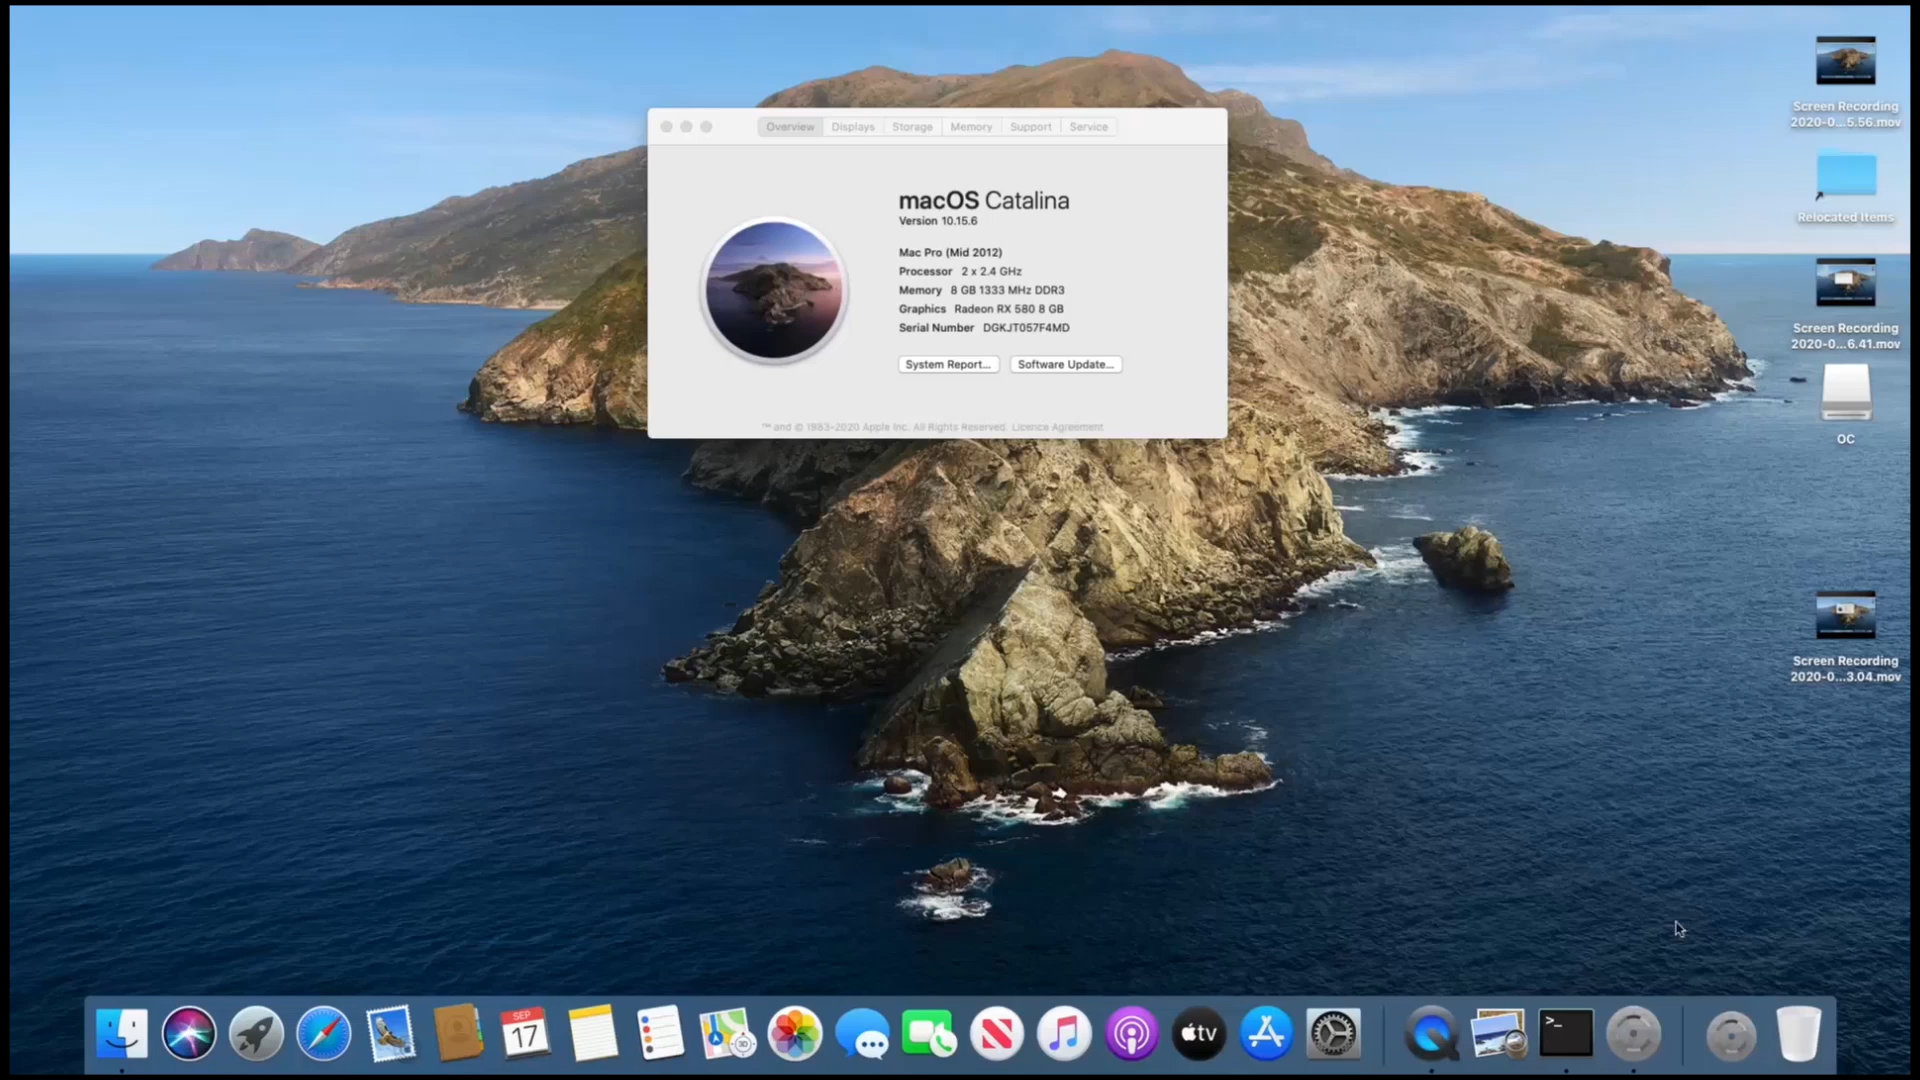 Overview Displays Storage Memory Support Service
macOS Catalina
Version 10.15.6
Mac Pro (Mid 2012)
Processor 2 x 2.4 GHz
Memory 8 GB 1333 MHz DDR3
Graphics Radeon RX 580 8 GB
Serial Number DGKJT057F4MD
System Report... Software Update...
™ and © 1983-2020 Apple Inc. All Rights Reserved. Licence Agreement
Screen Recording
2020-0...5.56.mov
Relocated Items
Screen Recording
2020-0...6.41.mov
OC
Screen Recording
2020-0...3.04.mov
SEP
17
3D
tv
>_